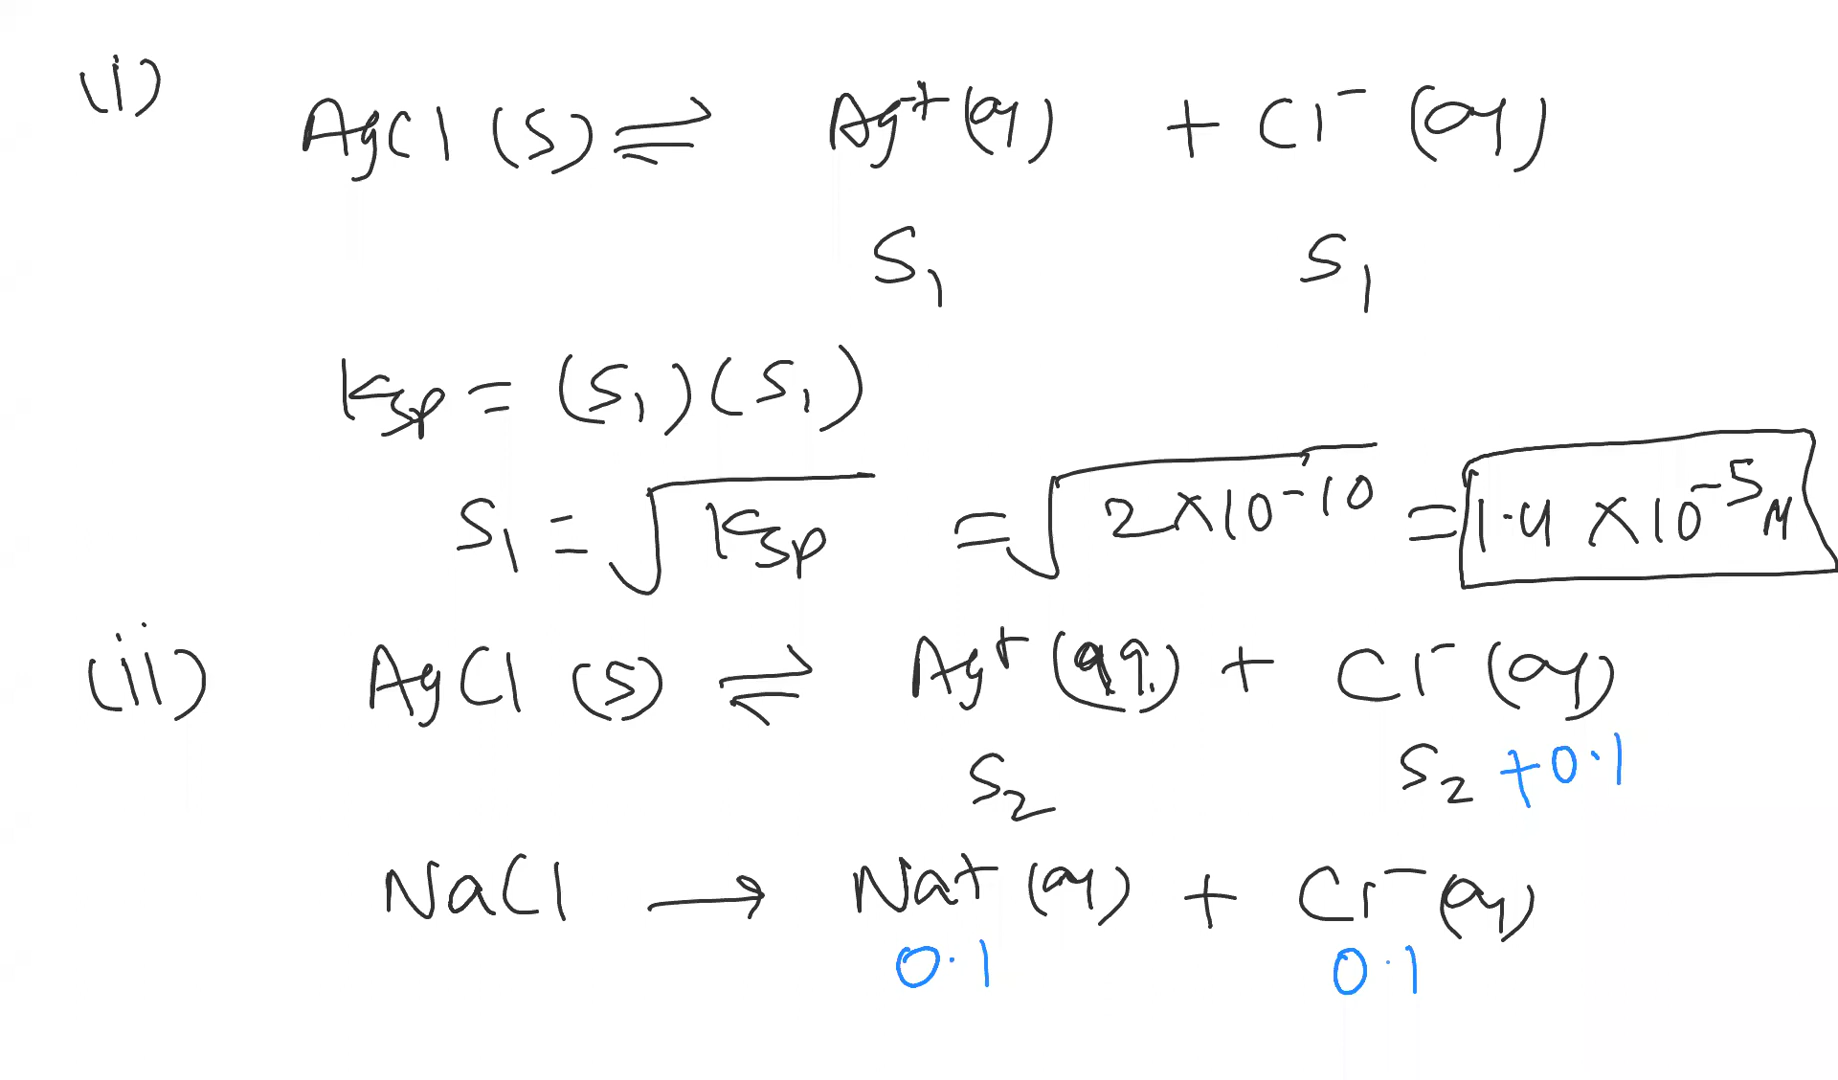 (i)
AgCl (s) ⇌ Ag⁺ (aq) + Cl⁻ (aq)
S₁ S₁
Ksp = (S₁) (S₁)
S₁ = √Ksp = √2×10⁻¹⁰ = 1.4 ×10⁻⁵ M
(ii) AgCl (s) ⇌ Ag⁺ (aq.) + Cl⁻ (aq)
S₂ S₂ +0.1
NaCl → Na⁺ (aq) + Cl⁻ (aq)
0.1 0.1